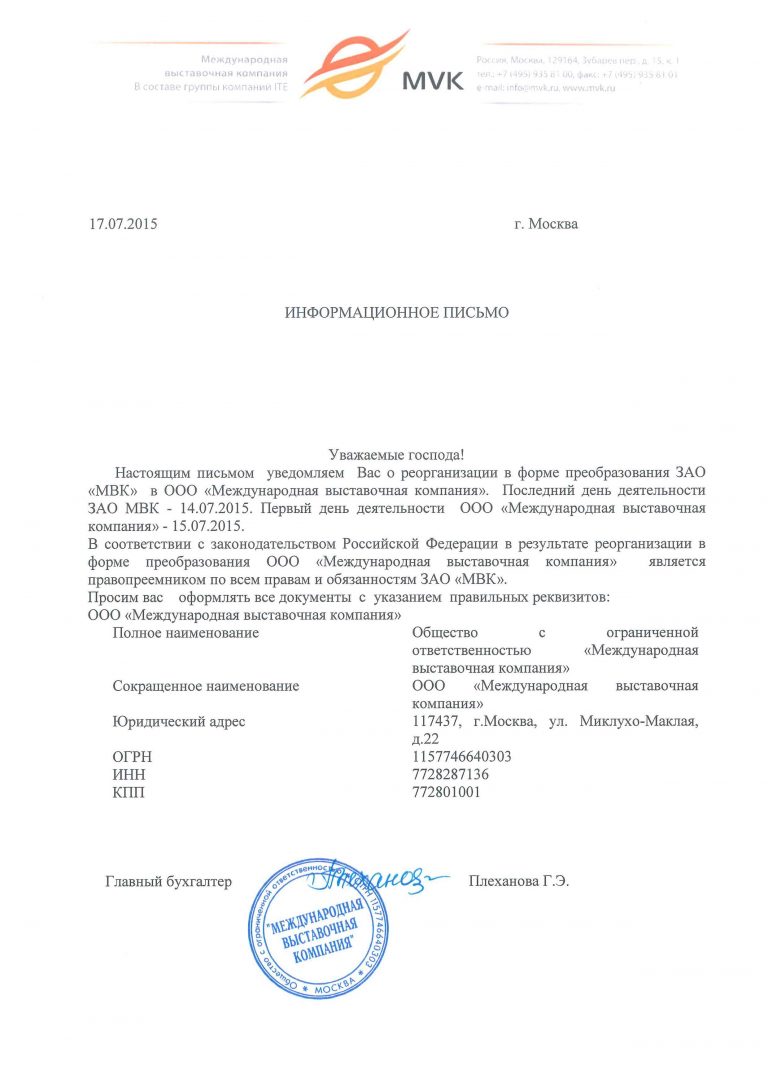 Международная
выставочная компания
В составе группы компаний ITE
MVK
Россия, Москва, 129164, Зубарев пер., д. 15, к. 1
тел.: +7 (495) 935 81 00, факс: +7 (495) 935 81 01
e-mail: info@mvk.ru, www.mvk.ru
17.07.2015 г. Москва
ИНФОРМАЦИОННОЕ ПИСЬМО
Уважаемые господа!
Настоящим письмом уведомляем Вас о реорганизации в форме преобразования ЗАО
«МВК» в ООО «Международная выставочная компания». Последний день деятельности
ЗАО МВК - 14.07.2015. Первый день деятельности ООО «Международная выставочная
компания» - 15.07.2015.
В соответствии с законодательством Российской Федерации в результате реорганизации в
форме преобразования ООО «Международная выставочная компания» является
правопреемником по всем правам и обязанностям ЗАО «МВК».
Просим вас оформлять все документы с указанием правильных реквизитов:
ООО «Международная выставочная компания»
Полное наименование Общество с ограниченной
ответственностью «Международная
выставочная компания»
Сокращенное наименование ООО «Международная выставочная
компания»
Юридический адрес 117437, г.Москва, ул. Миклухо-Маклая,
д.22
ОГРН 1157746640303
ИНН 7728287136
КПП 772801001
Главный бухгалтер Плеханова Г.Э.
Общество с ограниченной ответственностью
ОГРН 1157746640303
"МЕЖДУНАРОДНАЯ
ВЫСТАВОЧНАЯ
КОМПАНИЯ"
* МОСКВА *